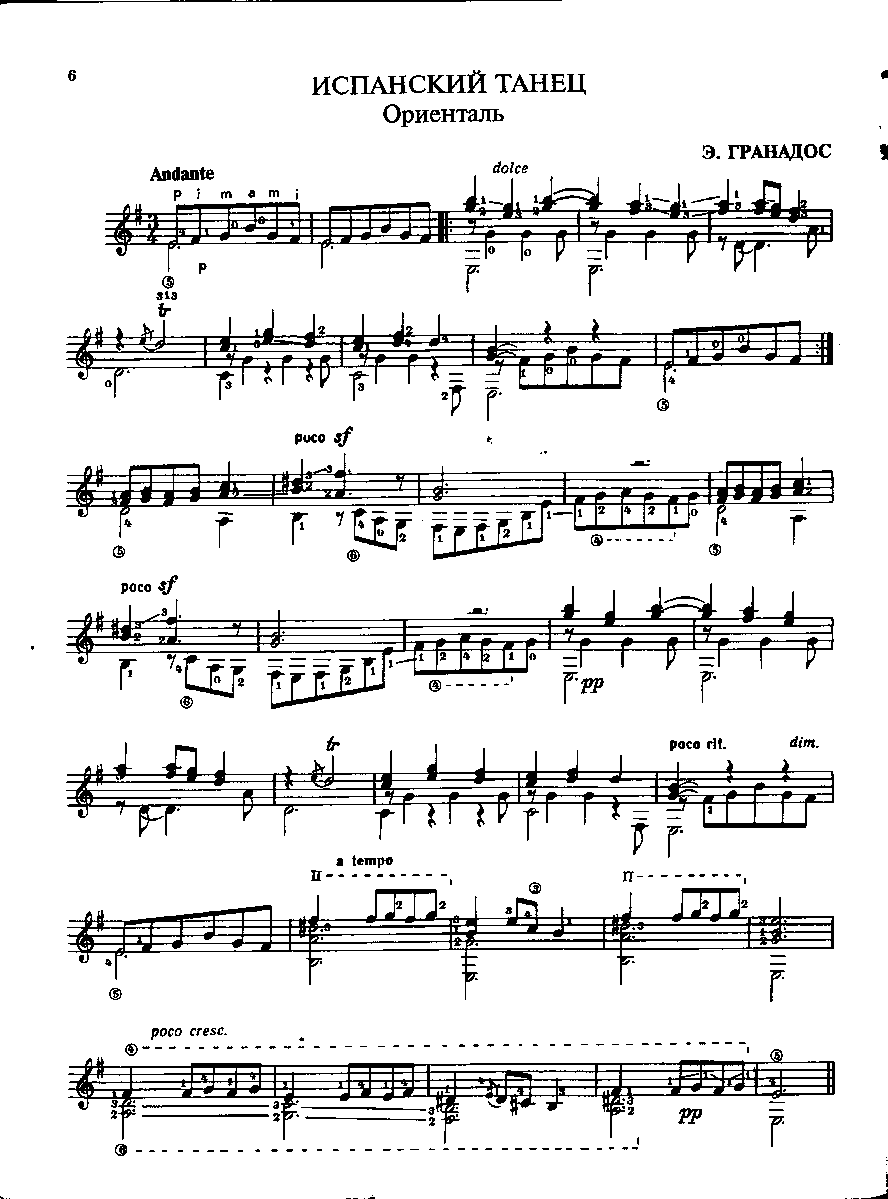 6
ИСПАНСКИЙ ТАНЕЦ
Ориенталь
Э. ГРАНАДОС
Andante
dolce
p i m a m i
p
tr
poco sf
poco sf
pp
tr
poco rit.
dim.
a tempo
II
II
poco cresc.
pp